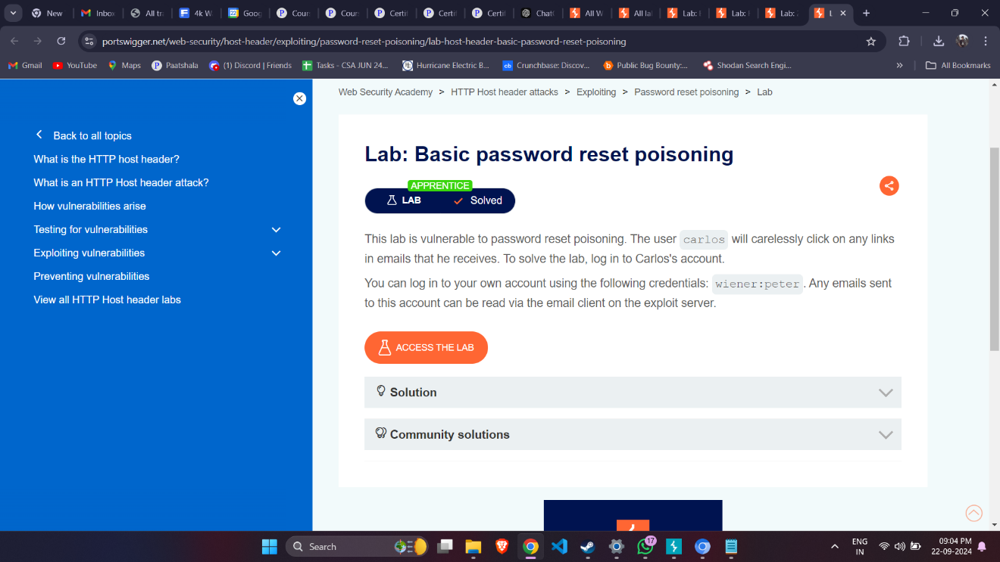 New
Inbox
All tra
4k W
Goog
Cours
Cours
Certif
Certif
Certif
ChatG
All W
All la
Lab:
Lab:
Lab:
L
portswigger.net/web-security/host-header/exploiting/password-reset-poisoning/lab-host-header-basic-password-reset-poisoning
Gmail
YouTube
Maps
Paatshala
(1) Discord | Friends
Tasks - CSA JUN 24...
Hurricane Electric B...
Crunchbase: Discov...
Public Bug Bounty:...
Shodan Search Engi...
All Bookmarks
Back to all topics
What is the HTTP host header?
What is an HTTP Host header attack?
How vulnerabilities arise
Testing for vulnerabilities
Exploiting vulnerabilities
Preventing vulnerabilities
View all HTTP Host header labs
Web Security Academy > HTTP Host header attacks > Exploiting > Password reset poisoning > Lab
Lab: Basic password reset poisoning
APPRENTICE
LAB Solved
This lab is vulnerable to password reset poisoning. The user carlos will carelessly click on any links
in emails that he receives. To solve the lab, log in to Carlos's account.
You can log in to your own account using the following credentials: wiener:peter. Any emails sent
to this account can be read via the email client on the exploit server.
ACCESS THE LAB
Solution
Community solutions
Search
17
ENG
IN
09:04 PM
22-09-2024